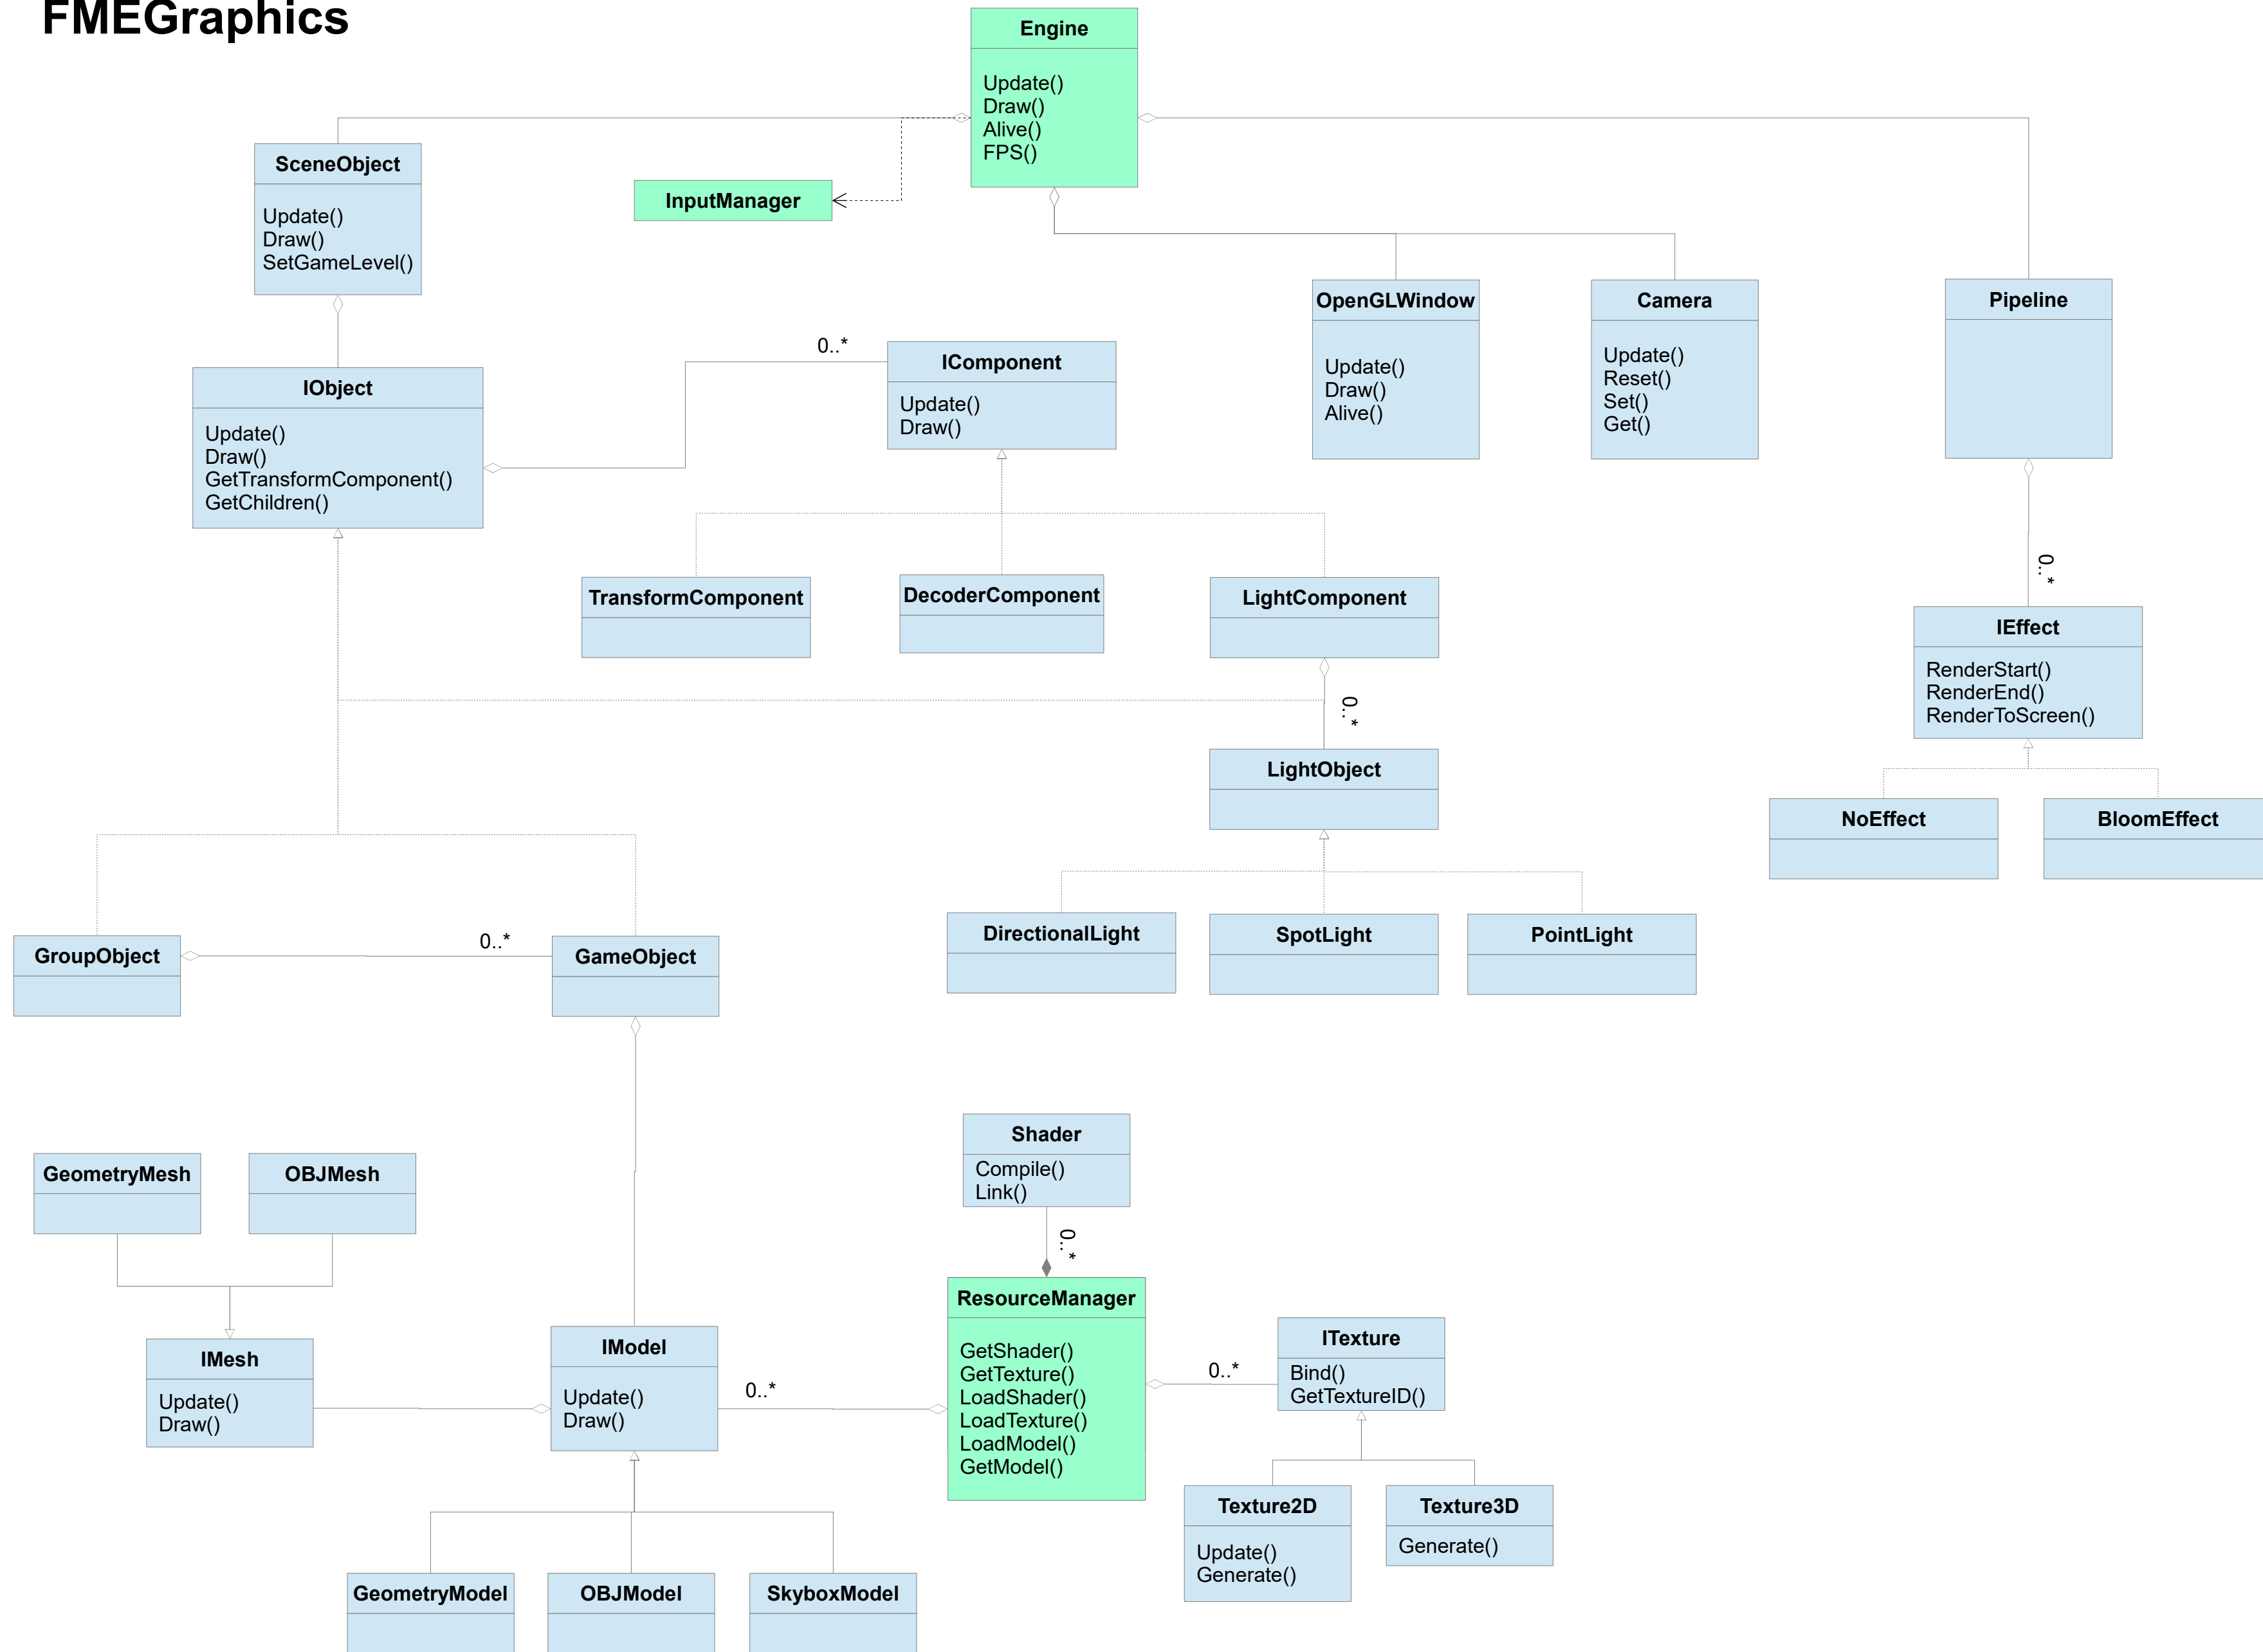 FMEGraphics
Engine
Update()
Draw()
Alive()
FPS()
SceneObject
Update()
Draw()
SetGameLevel()
InputManager
OpenGLWindow
Update()
Draw()
Alive()
Camera
Update()
Reset()
Set()
Get()
Pipeline
0..*
IComponent
Update()
Draw()
IObject
Update()
Draw()
GetTransformComponent()
GetChildren()
TransformComponent
DecoderComponent
LightComponent
0..*
IEffect
RenderStart()
RenderEnd()
RenderToScreen()
0..*
LightObject
NoEffect
BloomEffect
DirectionalLight
SpotLight
PointLight
GroupObject
0..*
GameObject
Shader
Compile()
Link()
0..*
GeometryMesh
OBJMesh
IMesh
Update()
Draw()
IModel
Update()
Draw()
0..*
ResourceManager
GetShader()
GetTexture()
LoadShader()
LoadTexture()
LoadModel()
GetModel()
0..*
ITexture
Bind()
GetTextureID()
Texture2D
Update()
Generate()
Texture3D
Generate()
GeometryModel
OBJModel
SkyboxModel